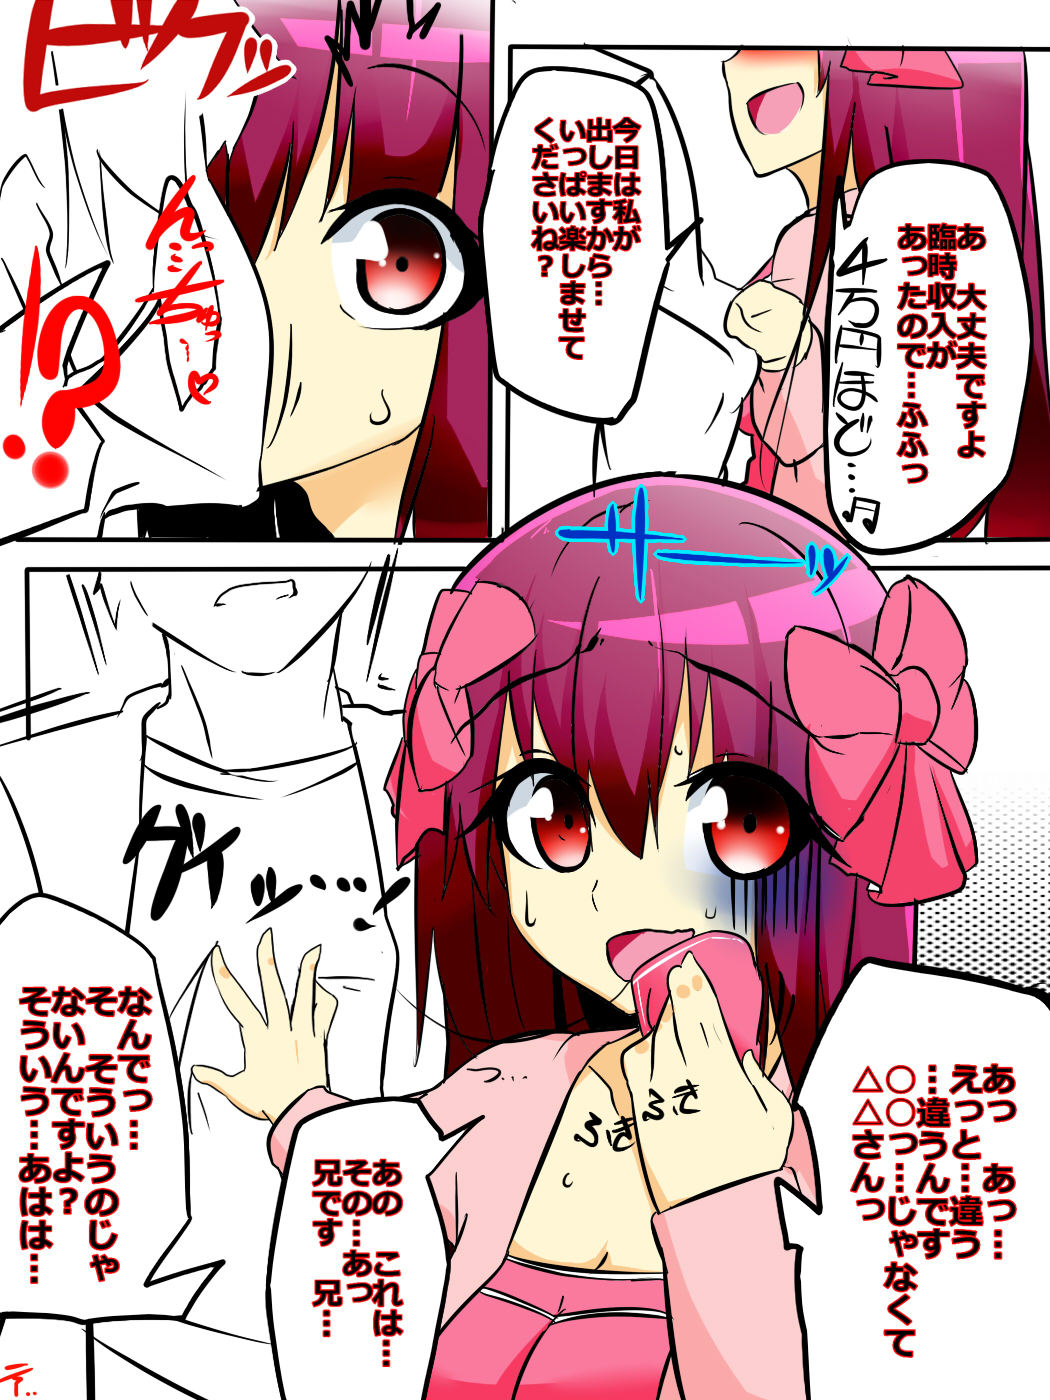 あ 大丈夫ですよ
臨時収入が
あったので…ふふっ
4万円ほど…♬
今日は私が
出しますから…
いっぱい楽しませて
くださいね？
ビクッ
んっ
ちゅっ
ー♡
!?
サーッ
グイッ…
あっ あっ…
えっと…違う
…違うんです
〇〇っ…じゃなくて
△△さんっ
ふき
ふき
あの これは…
その…あっ
兄です 兄…
なんでっ…
そ そういうのじゃ
ないんですよ？
そういう…あはは…